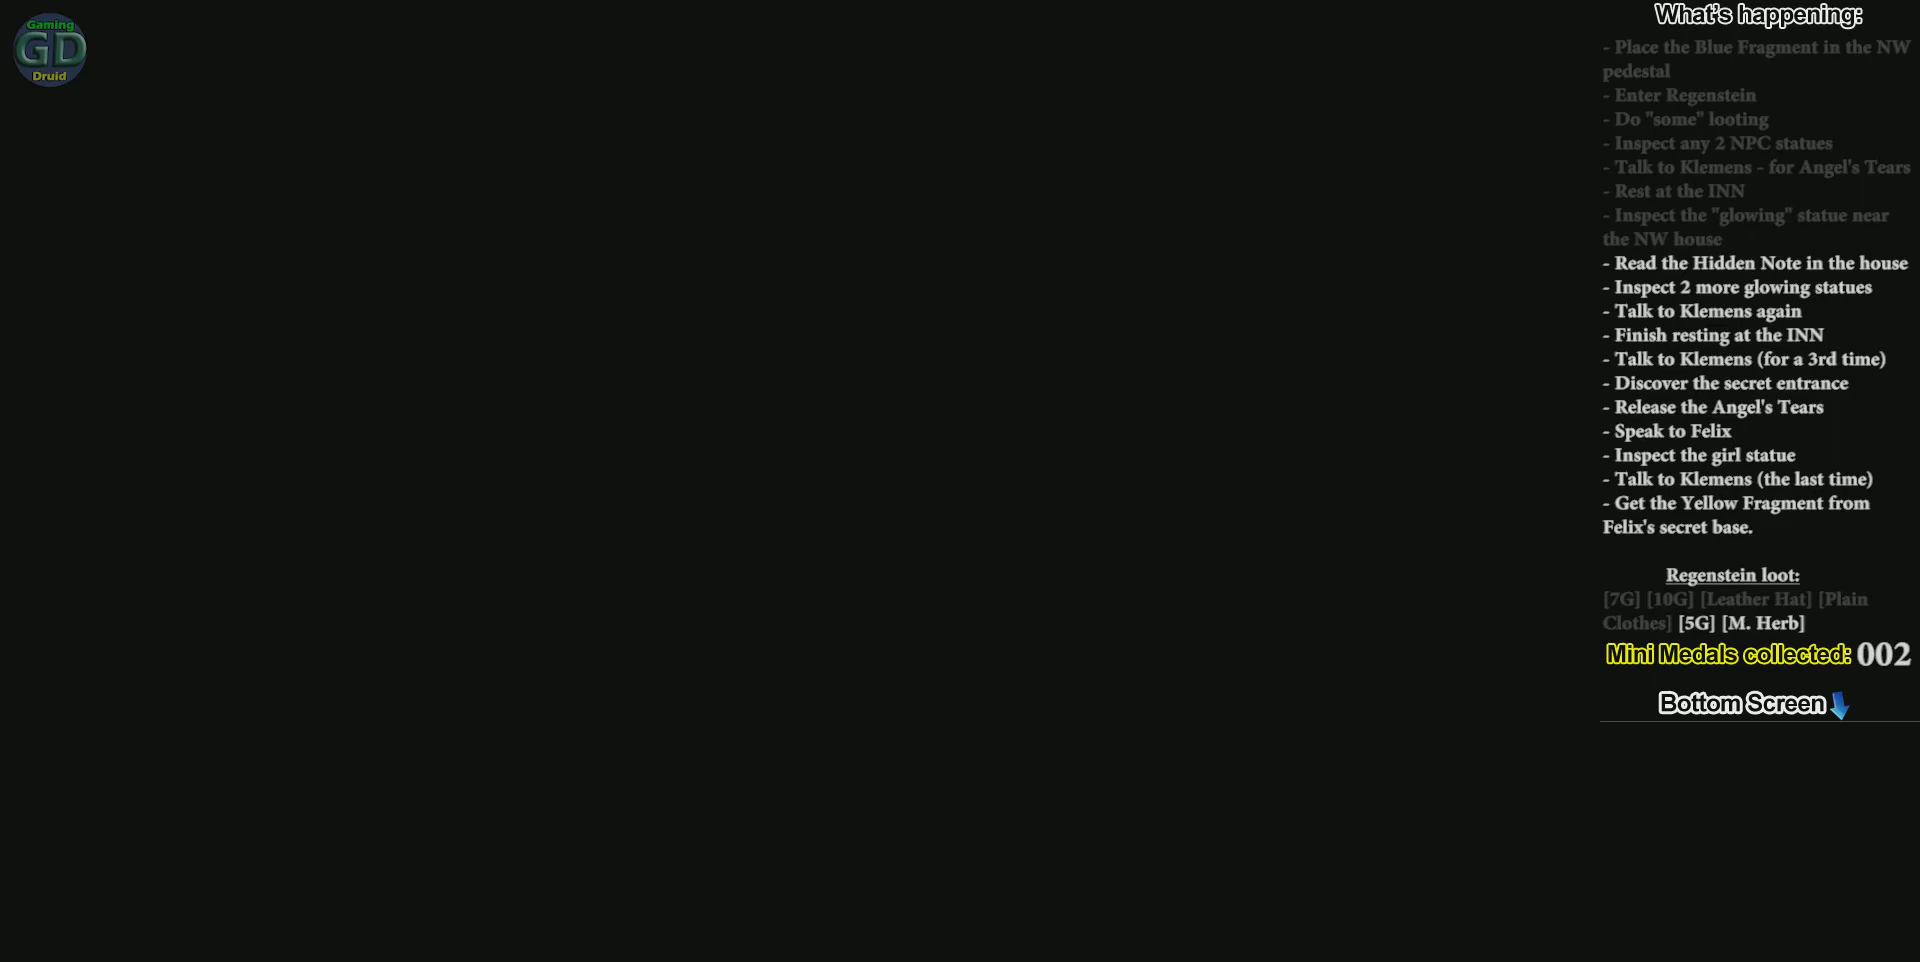 Gaming
GD
Druid
What's happening:
- Place the Blue Fragment in the NW
pedestal
- Enter Regenstein
- Do "some" looting
- Inspect any 2 NPC statues
- Talk to Klemens - for Angel's Tears
- Rest at the INN
- Inspect the "glowing" statue near
the NW house
- Read the Hidden Note in the house
- Inspect 2 more glowing statues
- Talk to Klemens again
- Finish resting at the INN
- Talk to Klemens (for a 3rd time)
- Discover the secret entrance
- Release the Angel's Tears
- Speak to Felix
- Inspect the girl statue
- Talk to Klemens (the last time)
- Get the Yellow Fragment from
Felix's secret base.
Regenstein loot:
[7G] [10G] [Leather Hat] [Plain
Clothes] [5G] [M. Herb]
Mini Medals collected: 002
Bottom Screen